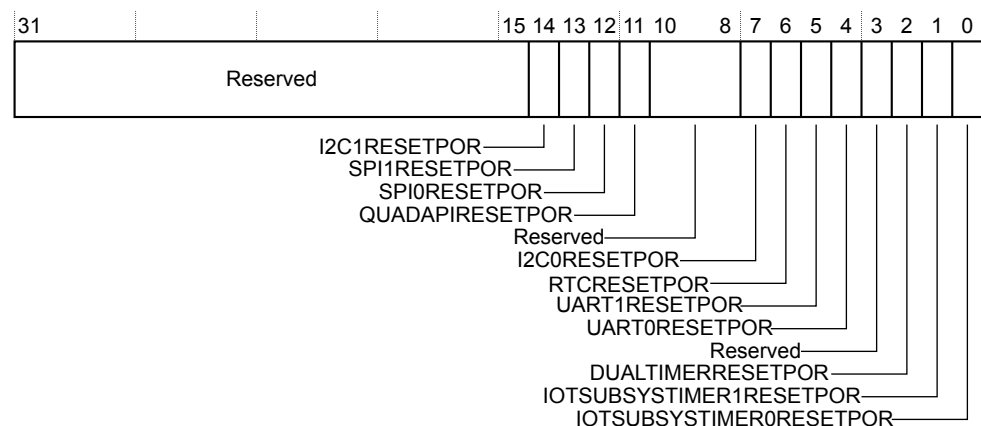 31 15 14 13 12 11 10 8 7 6 5 4 3 2 1 0
Reserved
I2C1RESETPOR
SPI1RESETPOR
SPI0RESETPOR
QUADAPIRESETPOR
Reserved
I2C0RESETPOR
RTCRESETPOR
UART1RESETPOR
UART0RESETPOR
Reserved
DUALTIMERRESETPOR
IOTSUBSYSTIMER1RESETPOR
IOTSUBSYSTIMER0RESETPOR